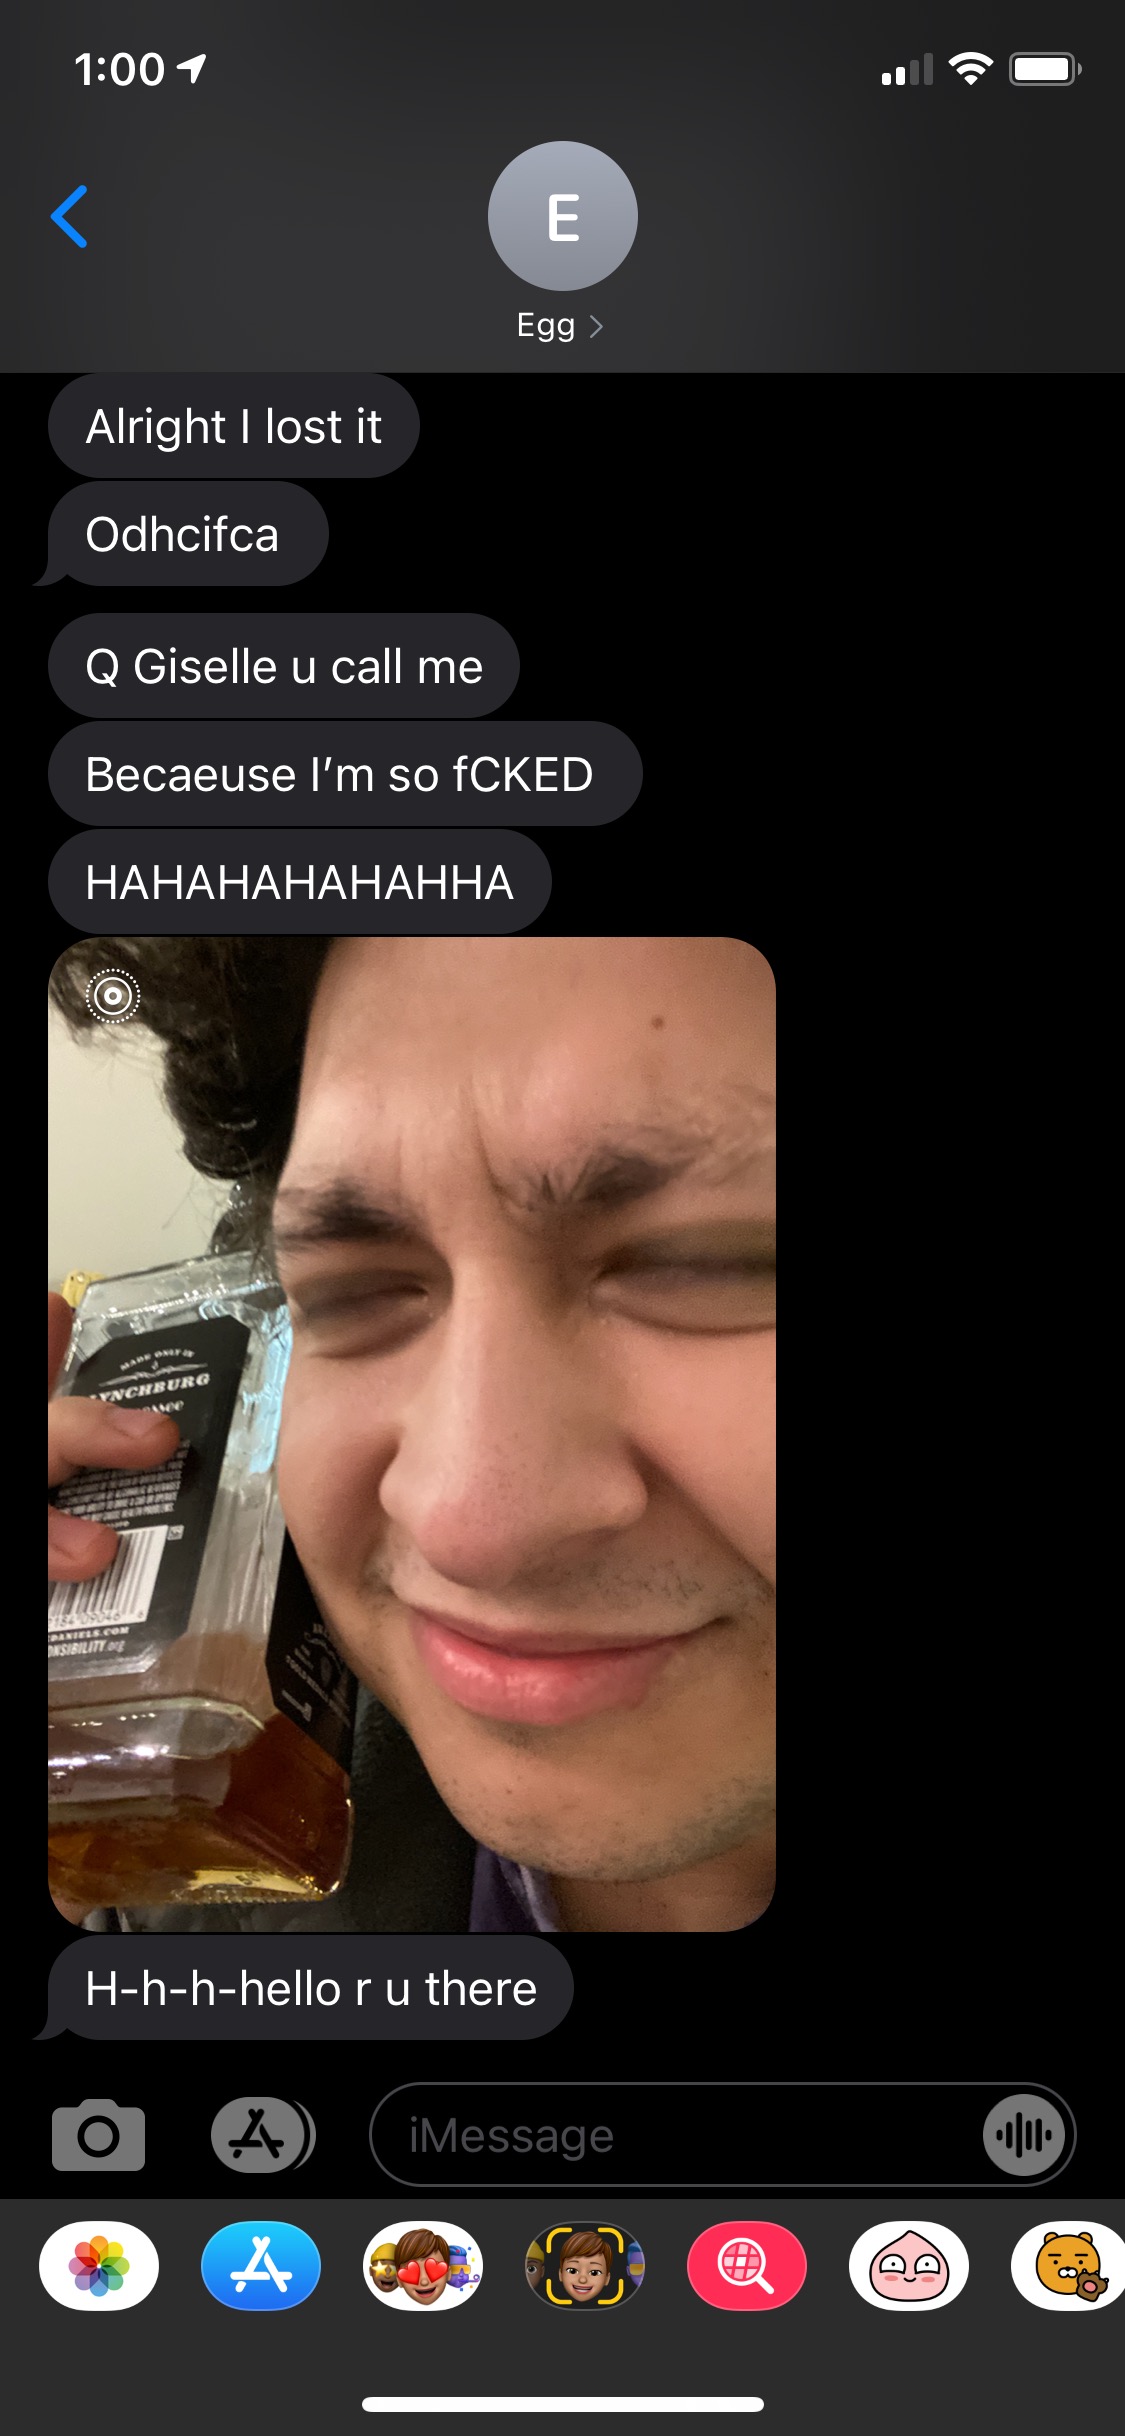 1:00
E
Egg
Alright I lost it
Odhcifca
Q Giselle u call me
Becaeuse I’m so fCKED
HAHAHAHAHAHHA
MADE ONLY IN
LYNCHBURG
H-h-h-hello r u there
iMessage